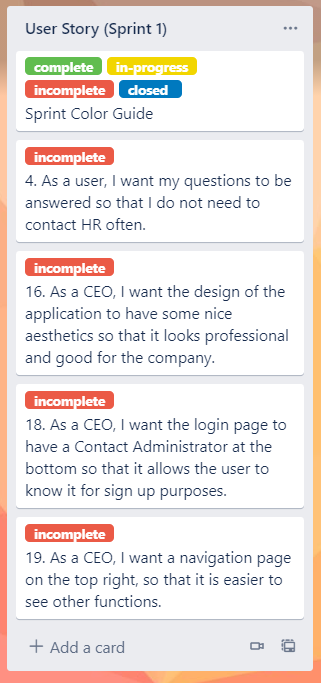 User Story (Sprint 1)
complete in-progress
incomplete closed
Sprint Color Guide
incomplete
4. As a user, I want my questions to be
answered so that I do not need to
contact HR often.
incomplete
16. As a CEO, I want the design of the
application to have some nice
aesthetics so that it looks professional
and good for the company.
incomplete
18. As a CEO, I want the login page to
have a Contact Administrator at the
bottom so that it allows the user to
know it for sign up purposes.
incomplete
19. As a CEO, I want a navigation page
on the top right, so that it is easier to
see other functions.
Add a card